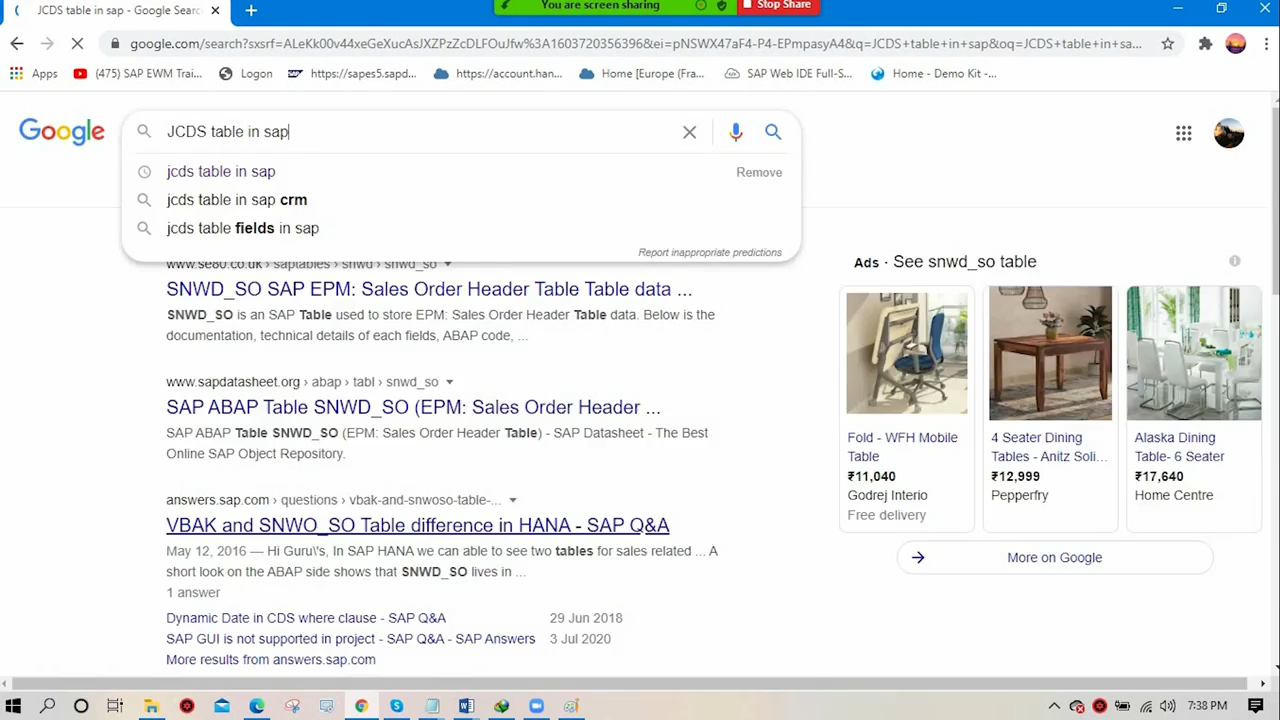 You are screen sharing
Stop Share
JCDS table in sap - Google Searc
google.com/search?sxsrf=ALeKk00v44xeGeXucAsJXZPzZcDLFOuJfw%3A1603720356396&ei=pNSWX47aF4-P4-EPmpasyA4&q=JCDS+table+in+sap&oq=JCDS+table+in+sa...
Apps
(475) SAP EWM Trai...
Logon
https://sapes5.sapd...
https://account.han...
Home [Europe (Fra...
SAP Web IDE Full-S...
Home - Demo Kit -...
Google
JCDS table in sap
jcds table in sap
Remove
jcds table in sap crm
jcds table fields in sap
Report inappropriate predictions
www.se80.co.uk › saptables › snwd › snwd_so
SNWD_SO SAP EPM: Sales Order Header Table Table data ...
SNWD_SO is an SAP Table used to store EPM: Sales Order Header Table data. Below is the
documentation, technical details of each fields, ABAP code, ...
www.sapdatasheet.org › abap › tabl › snwd_so
SAP ABAP Table SNWD_SO (EPM: Sales Order Header ...
SAP ABAP Table SNWD_SO (EPM: Sales Order Header Table) - SAP Datasheet - The Best
Online SAP Object Repository.
answers.sap.com › questions › vbak-and-snwoso-table-...
VBAK and SNWO_SO Table difference in HANA - SAP Q&A
May 12, 2016 — Hi Guru\'s, In SAP HANA we can able to see two tables for sales related ... A
short look on the ABAP side shows that SNWD_SO lives in ...
1 answer
Dynamic Date in CDS where clause - SAP Q&A 29 Jun 2018
SAP GUI is not supported in project - SAP Q&A - SAP Answers 3 Jul 2020
More results from answers.sap.com
Ads · See snwd_so table
Fold - WFH Mobile
Table
₹11,040
Godrej Interio
Free delivery
4 Seater Dining
Tables - Anitz Soli...
₹12,999
Pepperfry
Alaska Dining
Table- 6 Seater
₹17,640
Home Centre
More on Google
7:38 PM